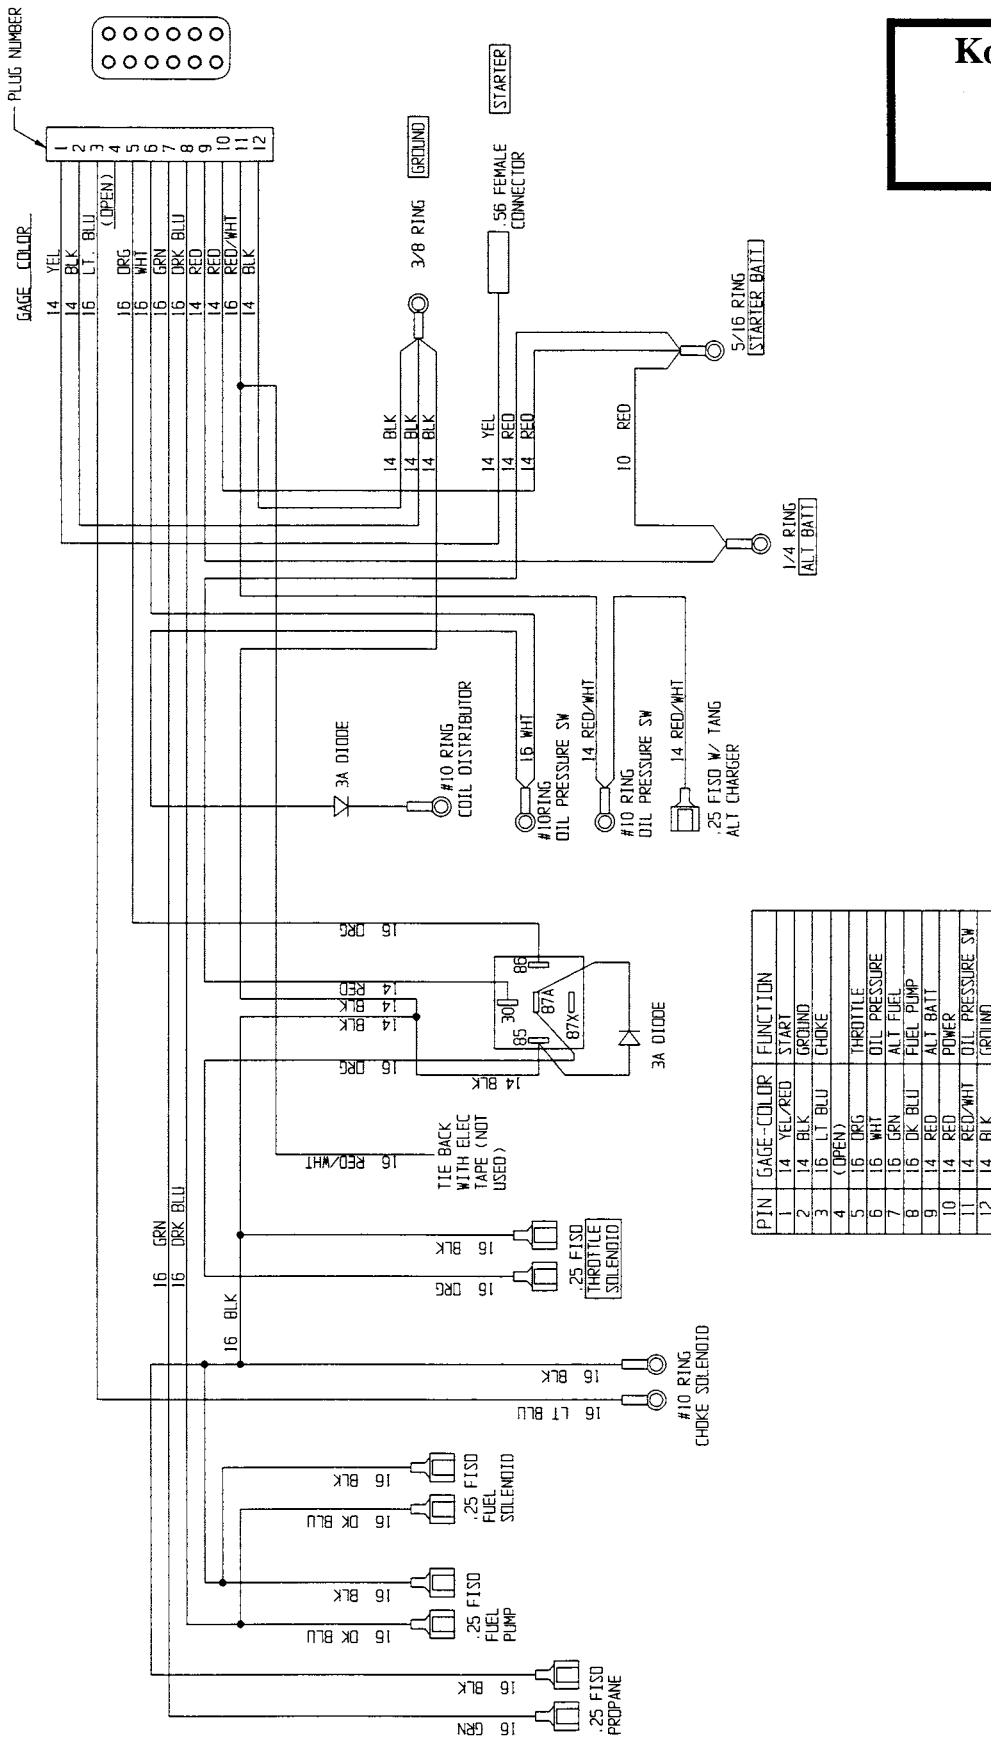 PLUG NUMBER
Ko
GAGE COLOR
1
2
3
4
5
6
7
8
9
10
11
12
14 YEL
14 BLK
16 LT. BLU
(OPEN)
16 ORG
16 WHT
16 GRN
16 DRK BLU
14 RED
14 RED
16 RED/WHT
14 BLK
GROUND
3/8 RING
STARTER
.56 FEMALE
CONNECTOR
14 BLK
14 BLK
14 BLK
14 YEL
14 RED
14 RED
5/16 RING
STARTER BATT
10 RED
1/4 RING
ALT BATT
3A DIODE
#10 RING
COIL DISTRIBUTOR
16 WHT
#10RING
OIL PRESSURE SW
14 RED/WHT
#10 RING
OIL PRESSURE SW
14 RED/WHT
.25 FISO W/ TANG
ALT CHARGER
16 ORG
14 RED
14 BLK
14 BLK
16 ORG
14 BLK
86
30
87A
85
87X
3A DIODE
16 RED/WHT
TIE BACK
WITH ELEC
TAPE (NOT
USED)
16 GRN
16 DRK BLU
16 BLK
16 BLK
16 ORG
.25 FISO
THROTTLE
SOLENOID
16 BLK
16 LT BLU
#10 RING
CHOKE SOLENOID
16 BLK
16 DK BLU
.25 FISO
FUEL
SOLENOID
16 BLK
16 DK BLU
.25 FISO
FUEL
PUMP
16 BLK
16 GRN
.25 FISO
PROPANE
PIN GAGE-COLOR FUNCTION
1 14 YEL/RED START
2 14 BLK GROUND
3 16 LT BLU CHOKE
4 (OPEN)
5 16 ORG THROTTLE
6 16 WHT OIL PRESSURE
7 16 GRN ALT FUEL
8 16 DK BLU FUEL PUMP
9 14 RED ALT BATT
10 14 RED POWER
11 14 RED/WHT OIL PRESSURE SW
12 14 BLK GROUND